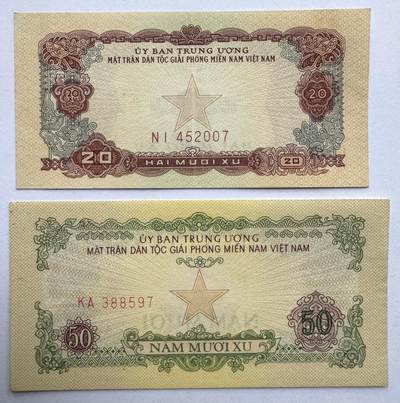 ỦY BAN TRUNG ƯƠNG
MẶT TRẬN DÂN TỘC GIẢI PHÓNG MIỀN NAM VIỆT NAM
20 20
NI 452007
20 HAI MƯƠI XU 20
ỦY BAN TRUNG ƯƠNG
MẶT TRẬN DÂN TỘC GIẢI PHÓNG MIỀN NAM VIỆT NAM
KA 388597
50 50
NĂM MƯƠI XU